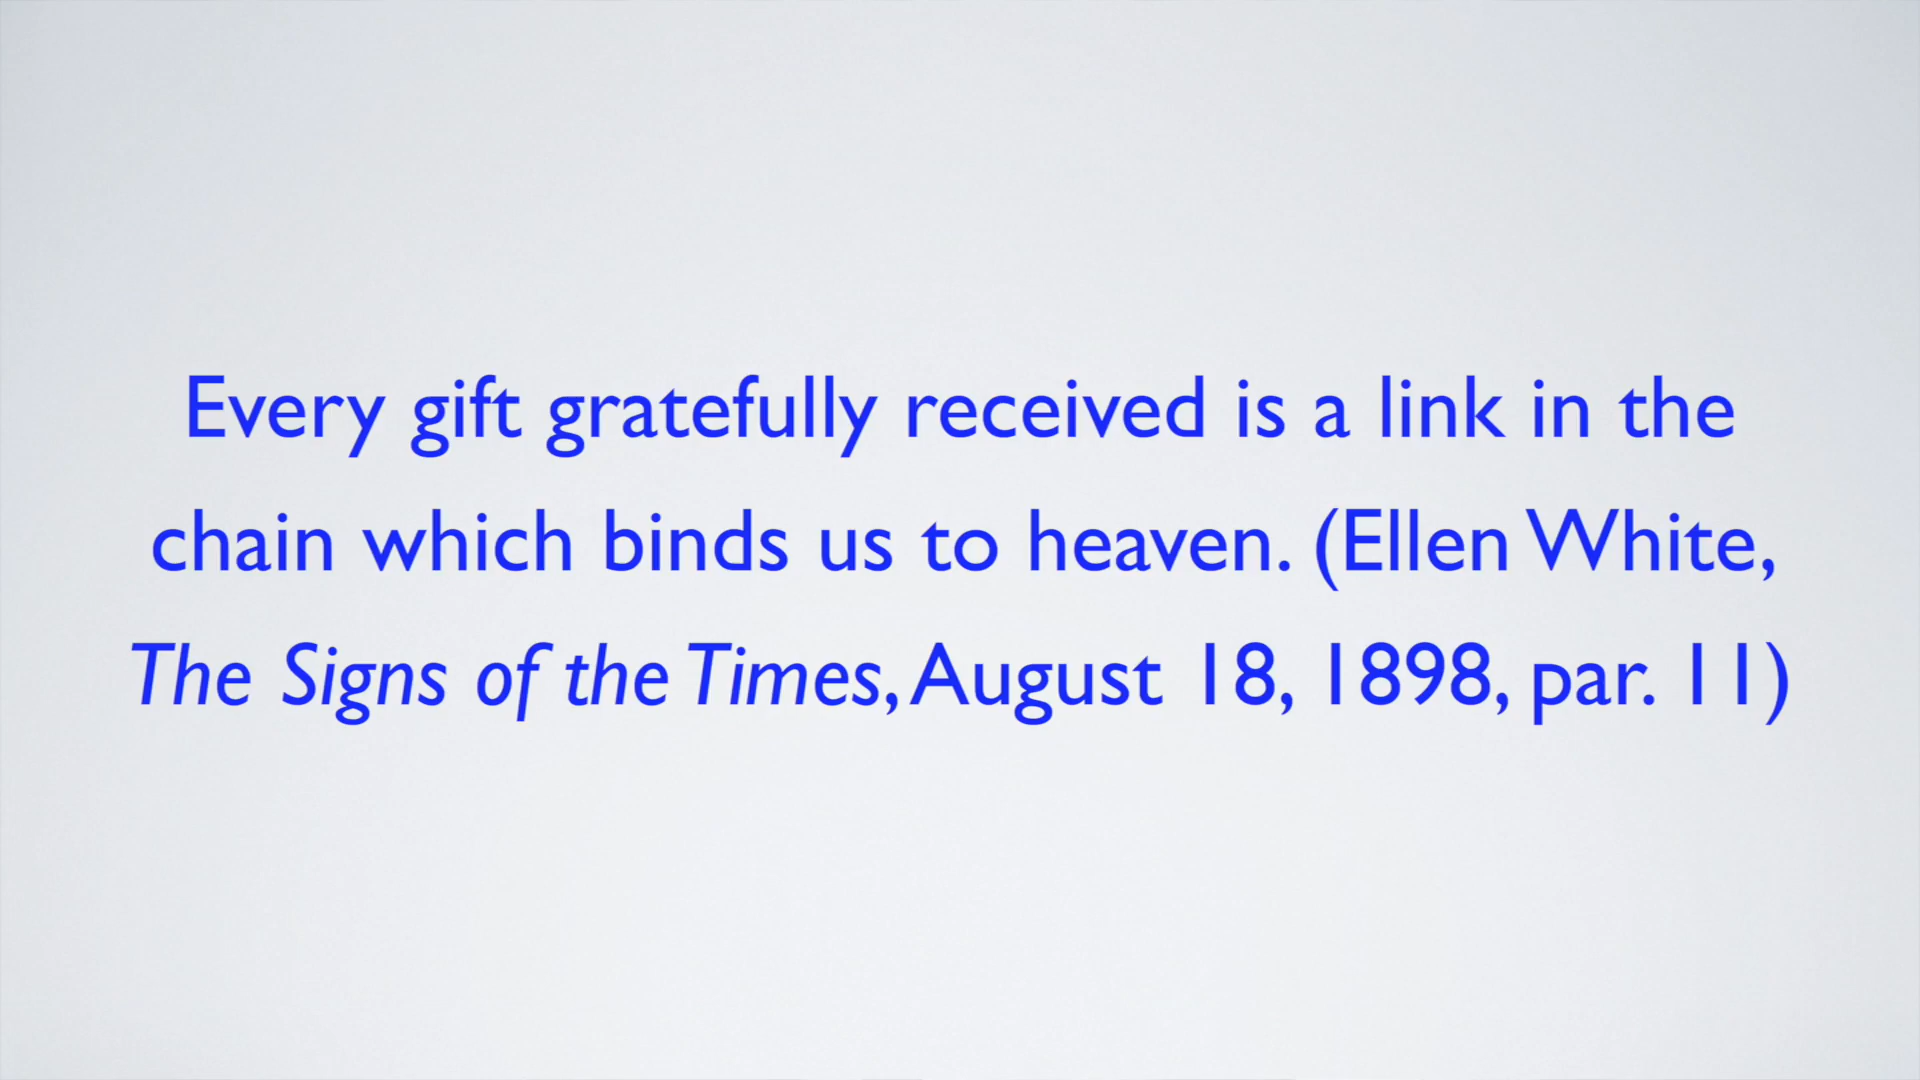 Every gift gratefully received is a link in the
chain which binds us to heaven. (Ellen White,
The Signs of the Times, August 18, 1898, par. 11)